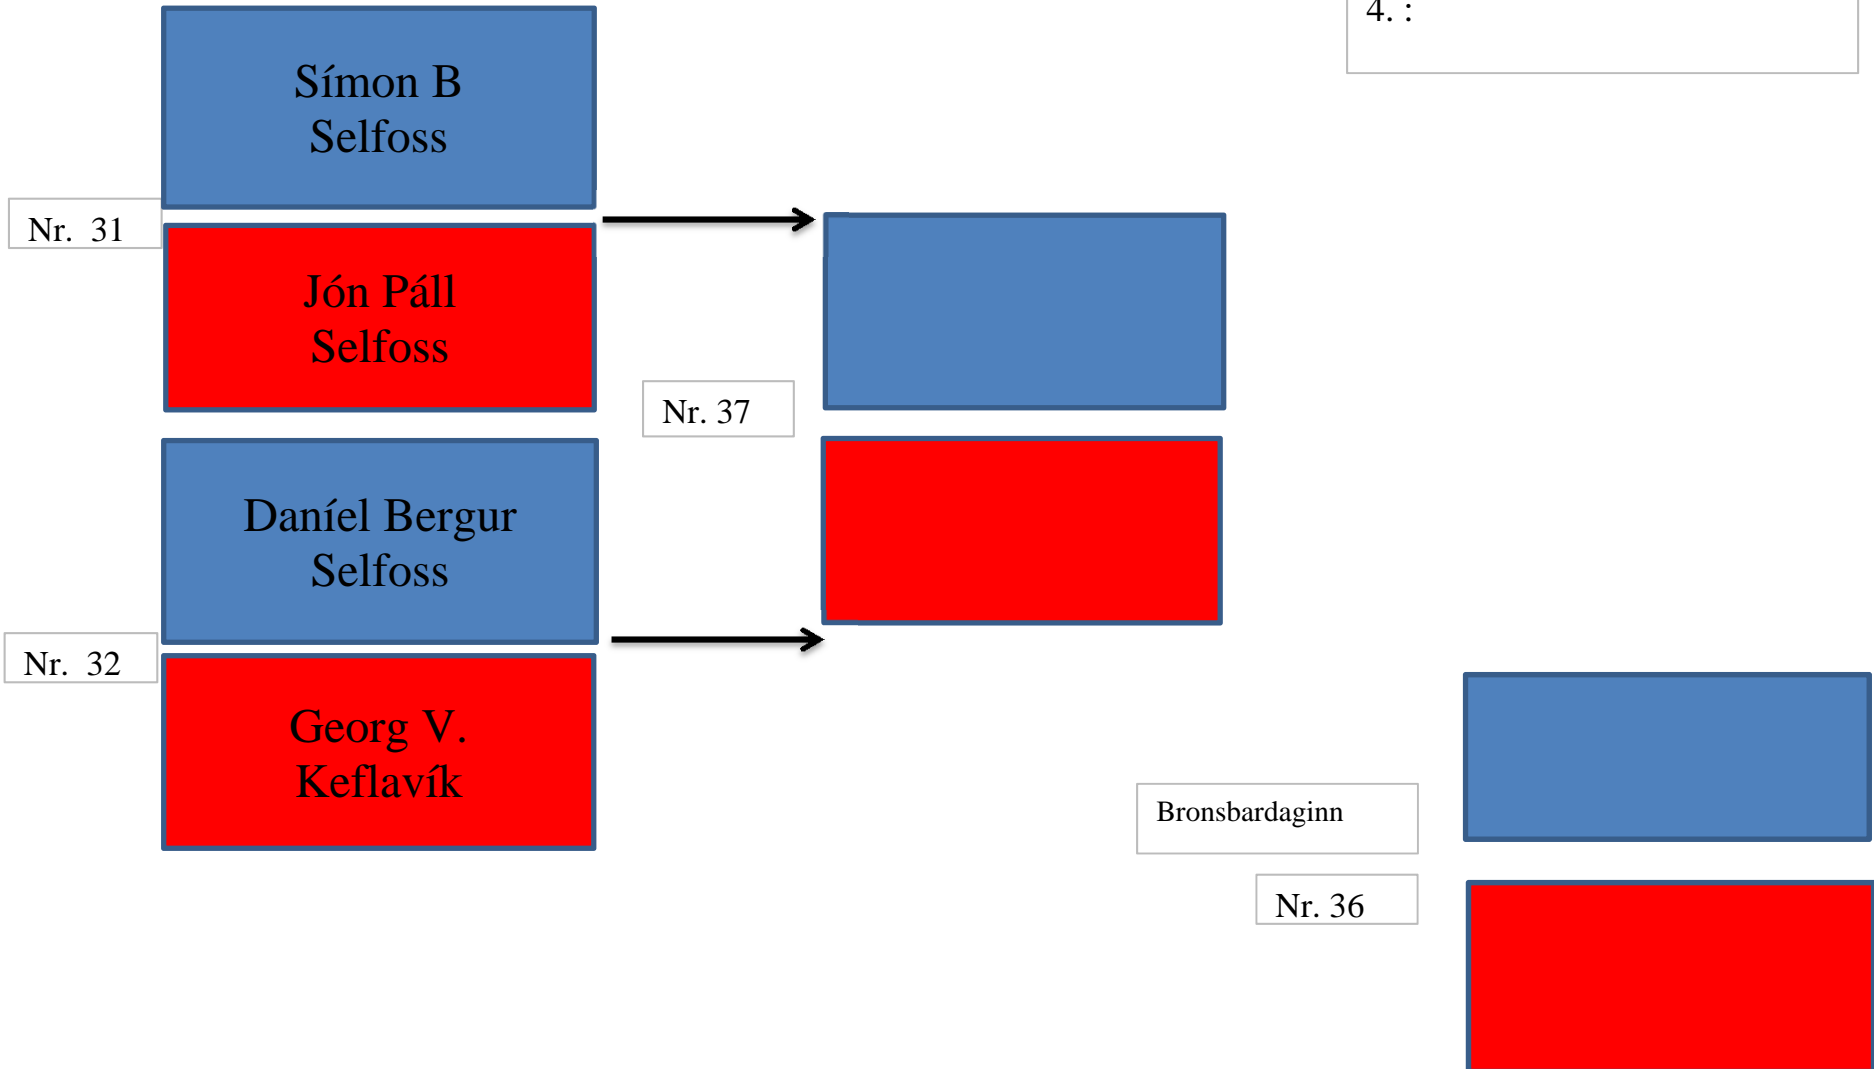 4. :
Símon B
Selfoss
Nr. 31
Jón Páll
Selfoss
Nr. 37
Daníel Bergur
Selfoss
Nr. 32
Georg V.
Keflavík
Bronsbardaginn
Nr. 36